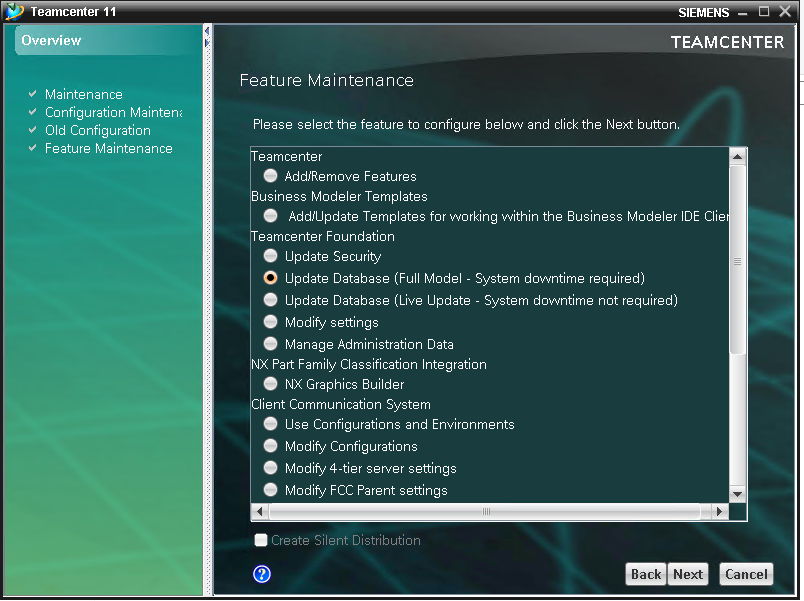 Teamcenter 11
SIEMENS
Overview
TEAMCENTER
Maintenance
Configuration Maintena
Old Configuration
Feature Maintenance
Feature Maintenance
Please select the feature to configure below and click the Next button.
Teamcenter
Add/Remove Features
Business Modeler Templates
Add/Update Templates for working within the Business Modeler IDE Clien
Teamcenter Foundation
Update Security
Update Database (Full Model - System downtime required)
Update Database (Live Update - System downtime not required)
Modify settings
Manage Administration Data
NX Part Family Classification Integration
NX Graphics Builder
Client Communication System
Use Configurations and Environments
Modify Configurations
Modify 4-tier server settings
Modify FCC Parent settings
Create Silent Distribution
?
Back Next Cancel